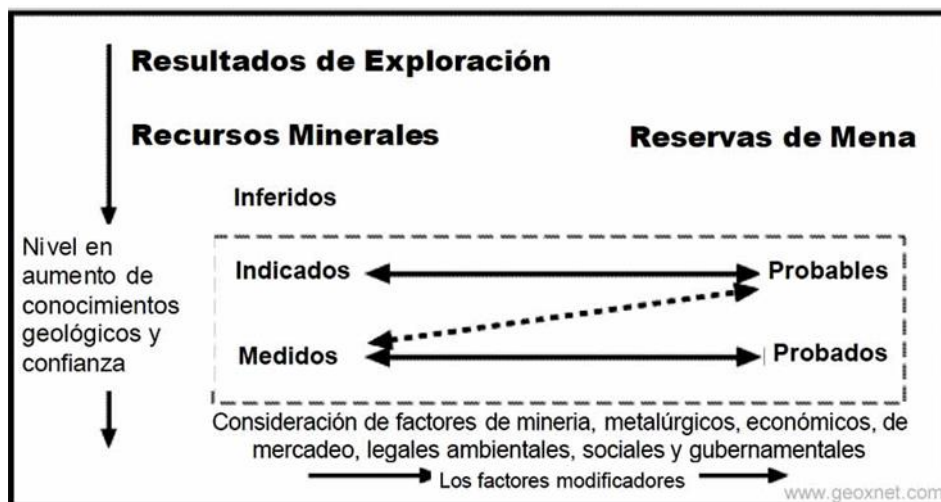 Resultados de Exploración
Recursos Minerales
Reservas de Mena
Inferidos
Nivel en
aumento de
conocimientos
geológicos y
confianza
Indicados
Probables
Medidos
Probados
Consideración de factores de mineria, metalúrgicos, económicos, de
mercadeo, legales ambientales, sociales y gubernamentales
Los factores modificadores
www.geoxnet.com